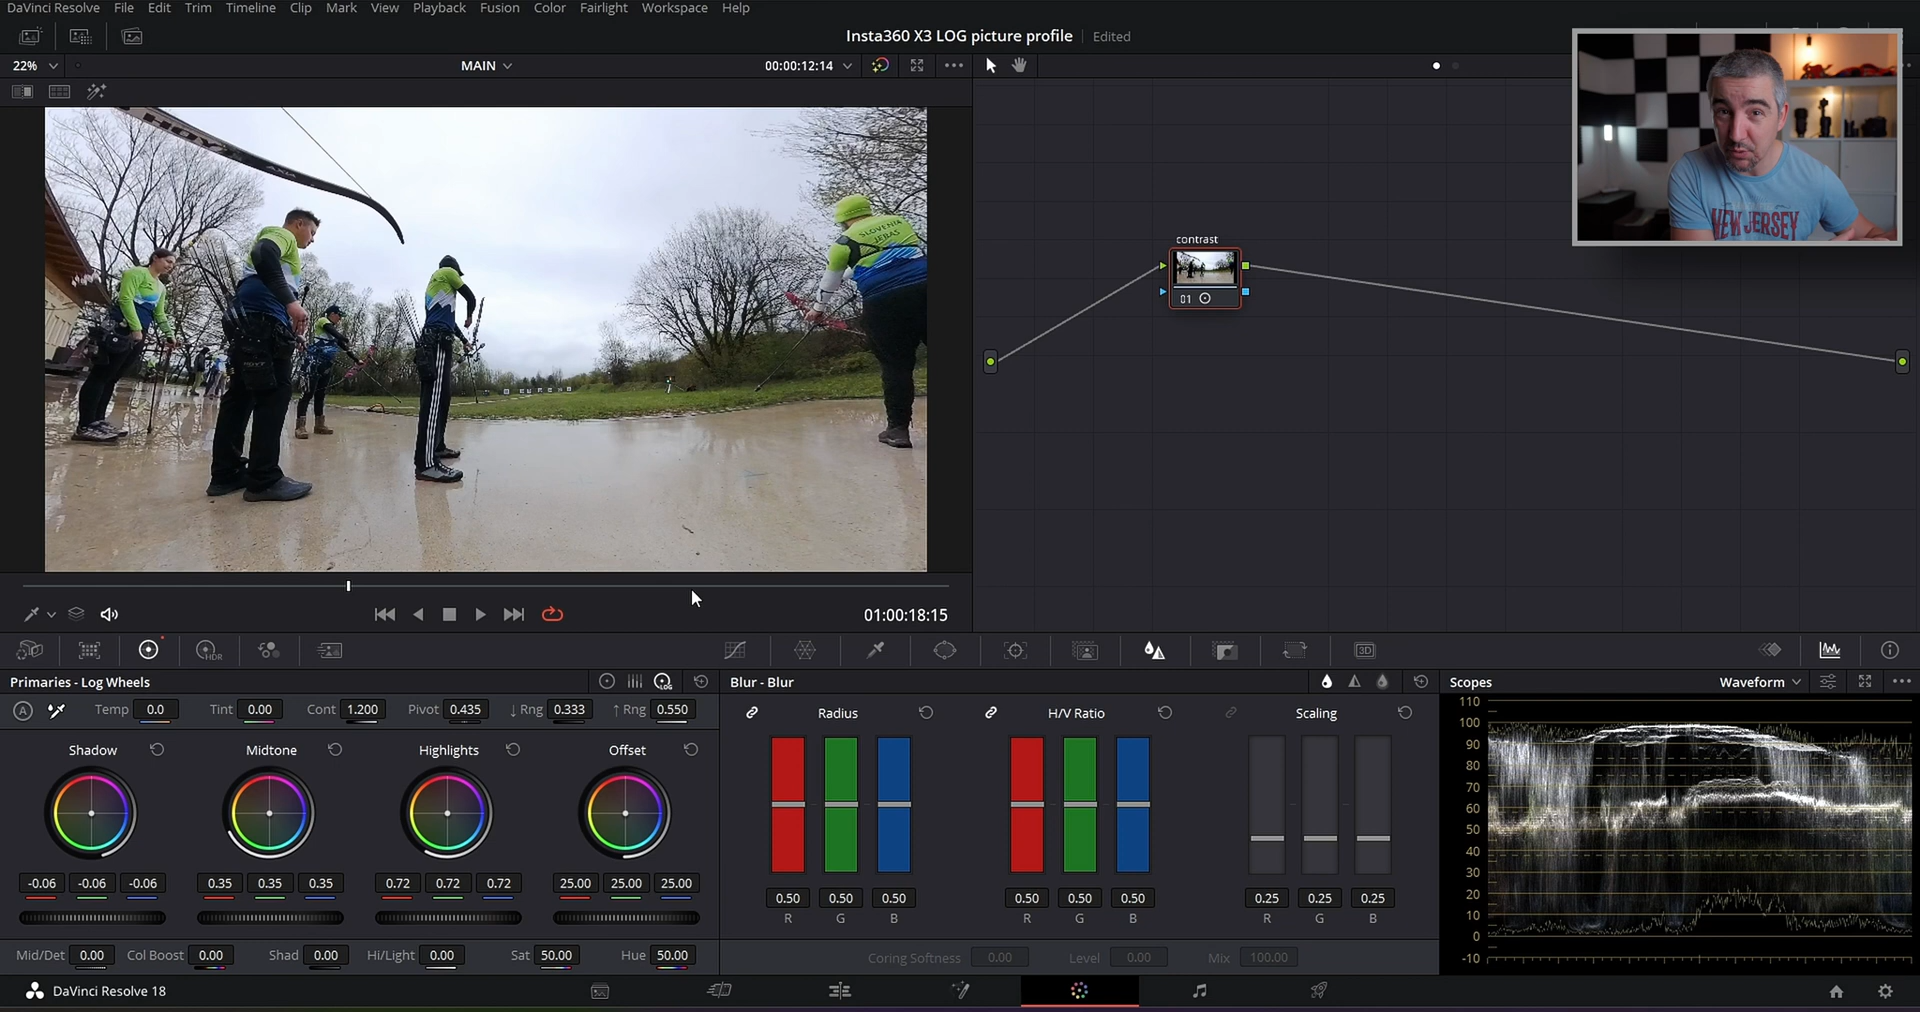 DaVinci Resolve File Edit Trim Timeline Clip Mark View Playback Fusion Color Fairlight Workspace Help
Insta360 X3 LOG picture profile Edited
22% MAIN 00:00:12:14
AXIA
SLOVENIA
JEBAS
HOYT
NEW JERSEY
contrast
01
01:00:18:15
HDR
3D
Primaries - Log Wheels
LOG
Blur - Blur
Scopes Waveform
A Temp 0.0 Tint 0.00 Cont 1.200 Pivot 0.435 ↓ Rng 0.333 ↑ Rng 0.550
Radius H/V Ratio Scaling
Shadow Midtone Highlights Offset
-0.06 -0.06 -0.06 0.35 0.35 0.35 0.72 0.72 0.72 25.00 25.00 25.00
0.50 0.50 0.50 0.50 0.50 0.50 0.25 0.25 0.25
R G B R G B R G B
Mid/Det 0.00 Col Boost 0.00 Shad 0.00 Hi/Light 0.00 Sat 50.00 Hue 50.00
Coring Softness 0.00 Level 0.00 Mix 100.00
110
100
90
80
70
60
50
40
30
20
10
0
-10
DaVinci Resolve 18